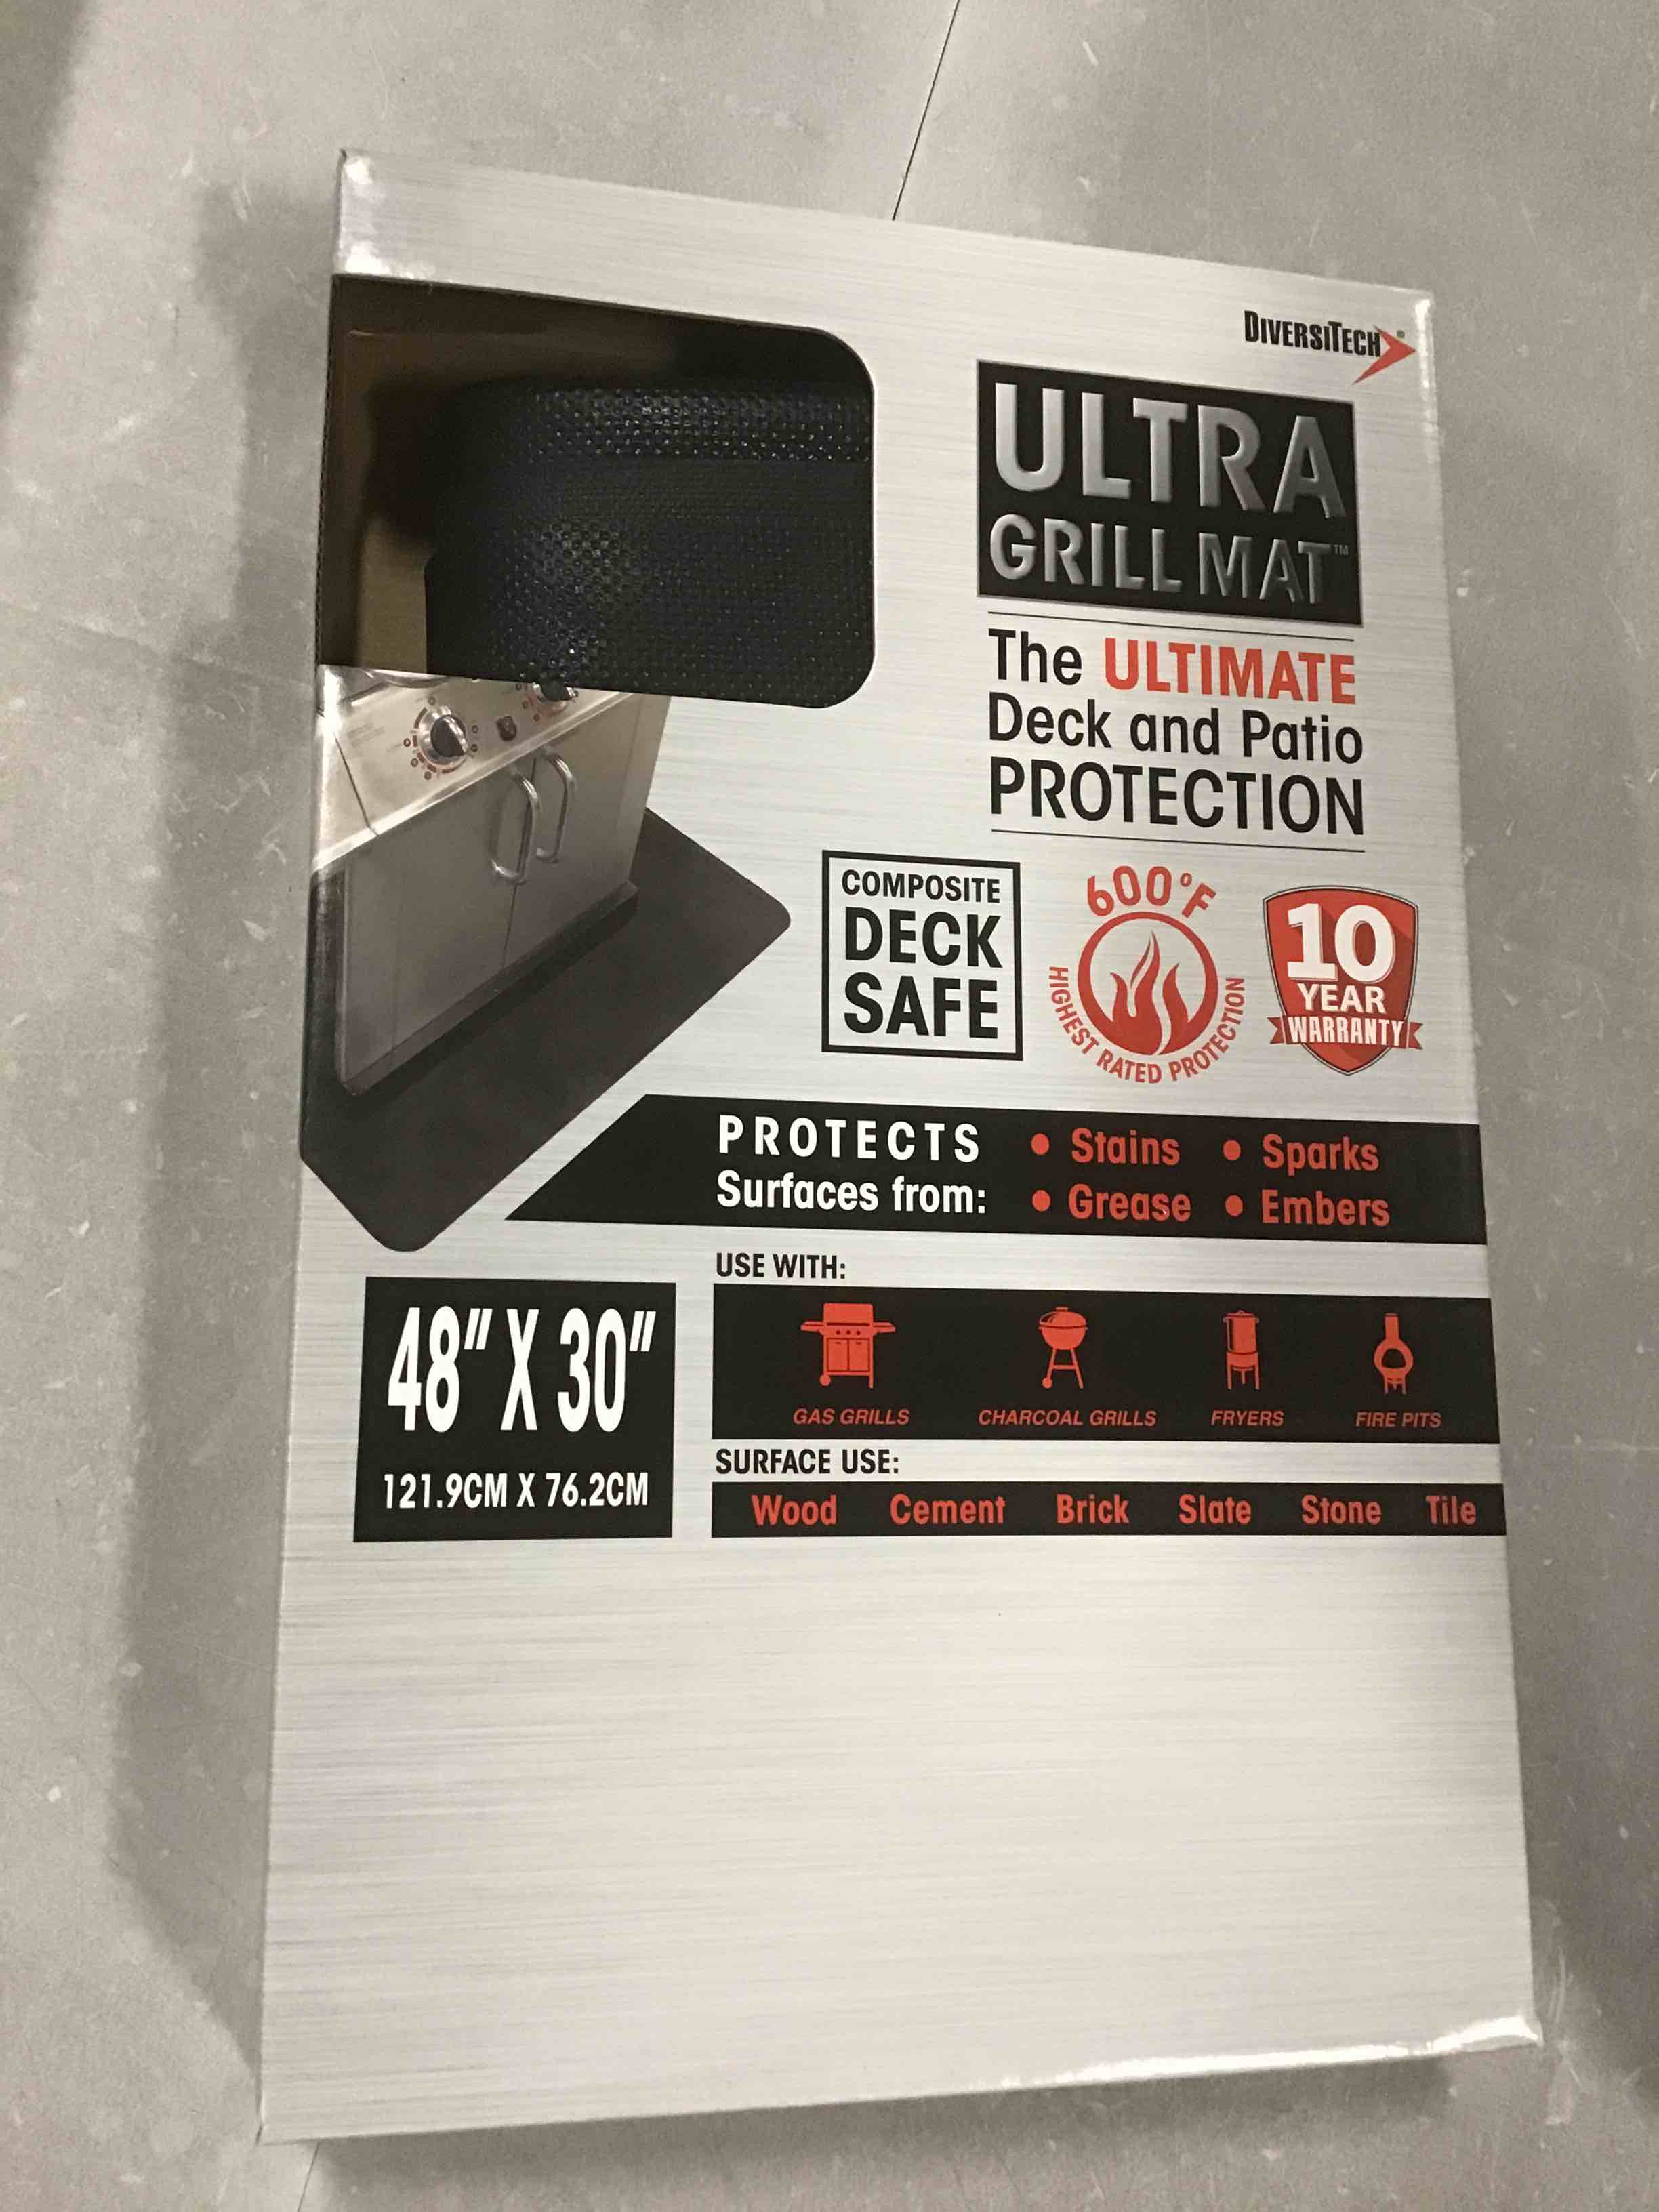 DIVERSITECH®
ULTRA
GRILL MAT™
The ULTIMATE
Deck and Patio
PROTECTION
COMPOSITE
DECK
SAFE
600°F
HIGHEST RATED PROTECTION
10
YEAR
WARRANTY
PROTECTS
Surfaces from:
• Stains • Sparks
• Grease • Embers
USE WITH:
GAS GRILLS CHARCOAL GRILLS FRYERS FIRE PITS
48" X 30"
121.9CM X 76.2CM
SURFACE USE:
Wood Cement Brick Slate Stone Tile